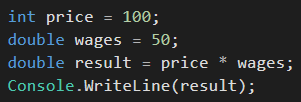 int price = 100;
double wages = 50;
double result = price * wages;
Console.WriteLine(result);